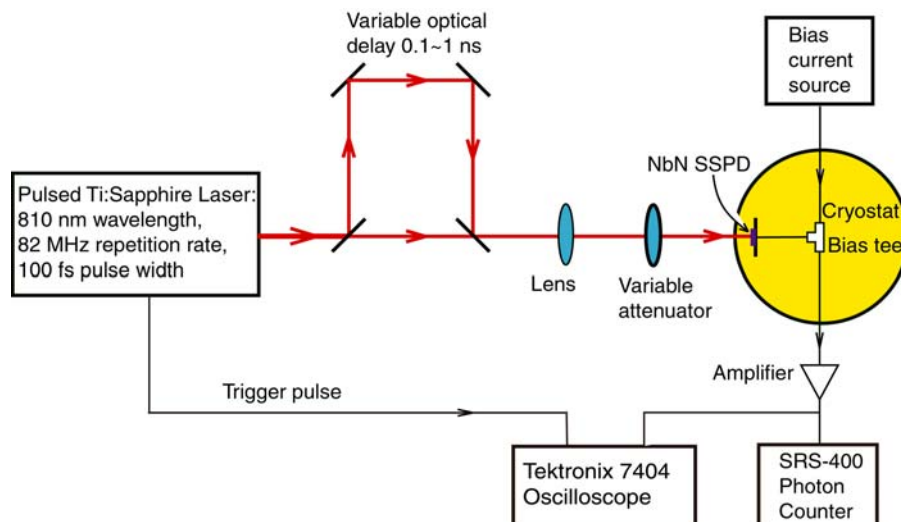 Variable optical
delay 0.1~1 ns
Bias
current
source
NbN SSPD
Pulsed Ti:Sapphire Laser:
810 nm wavelength,
82 MHz repetition rate,
100 fs pulse width
Cryostat
Bias tee
Lens
Variable
attenuator
Amplifier
Trigger pulse
Tektronix 7404
Oscilloscope
SRS-400
Photon
Counter